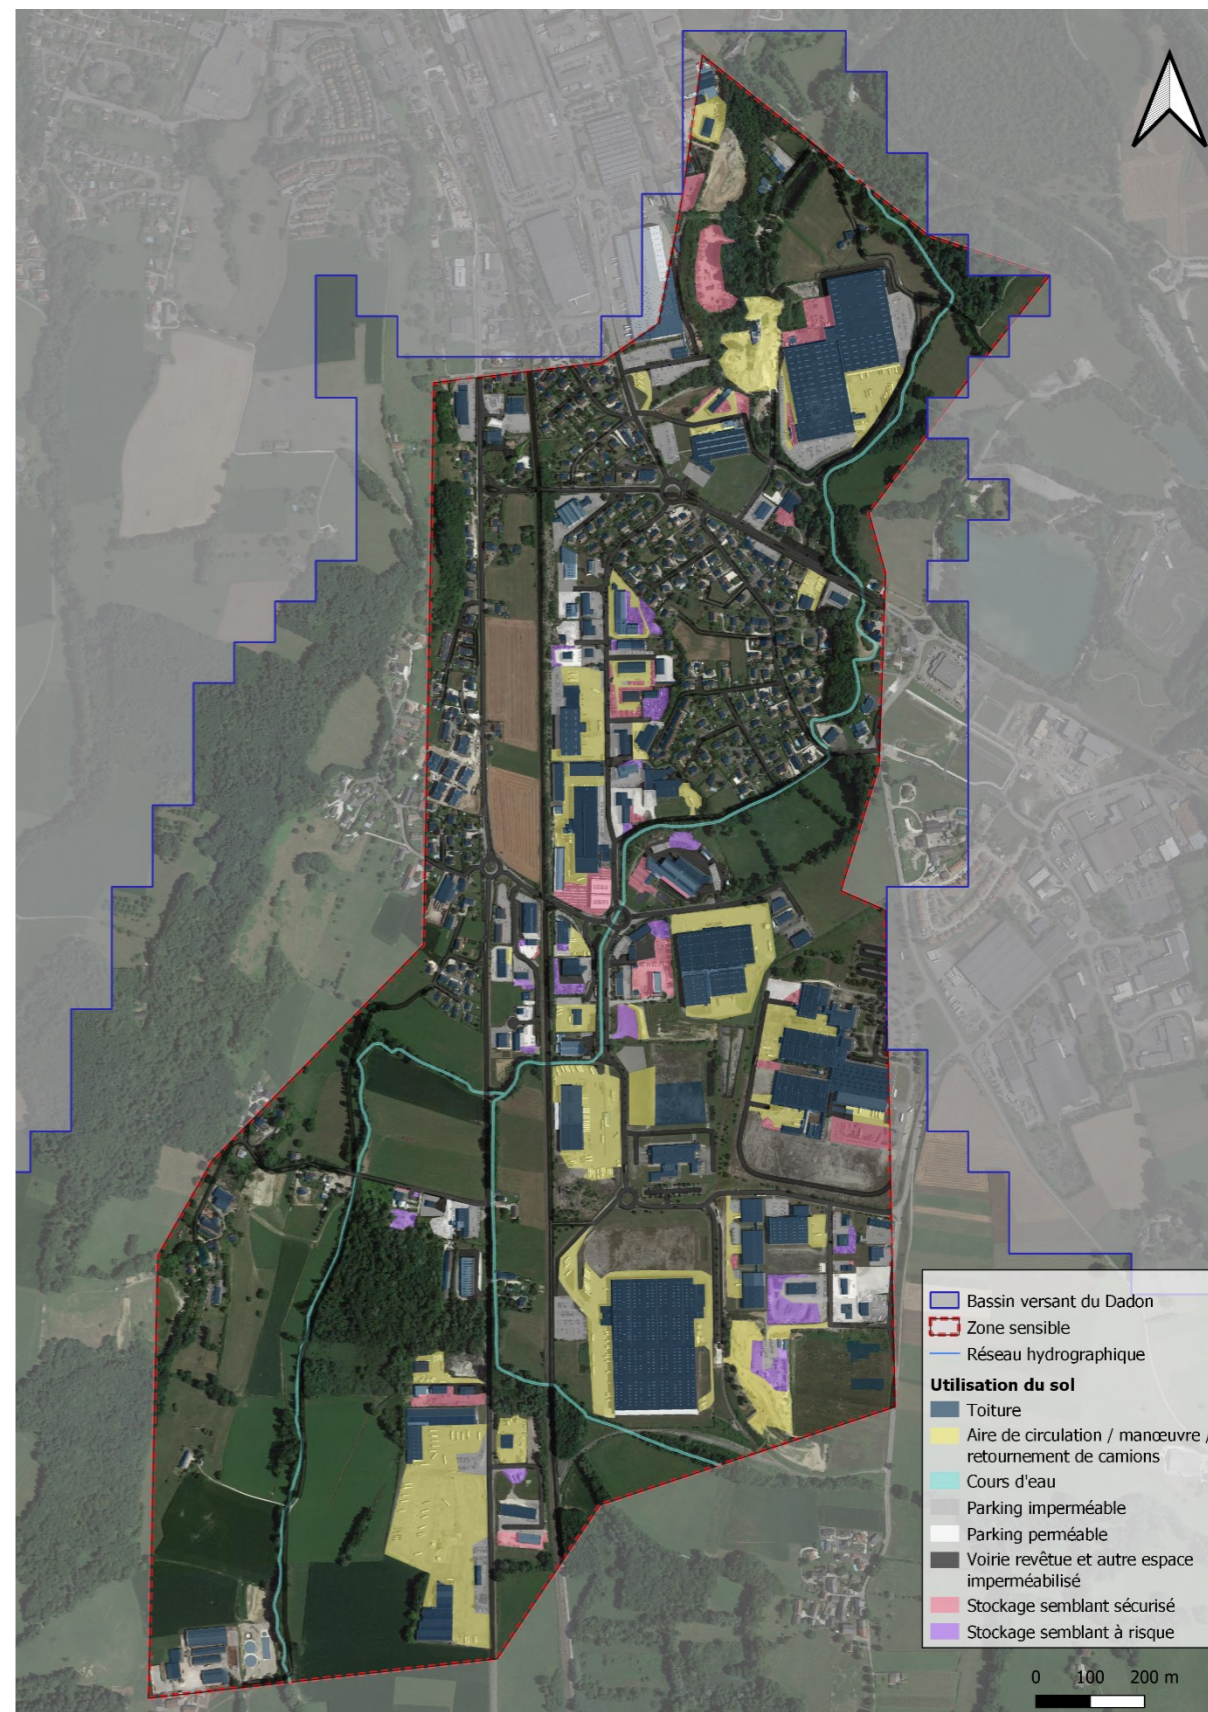 Bassin versant du Dadon
Zone sensible
Réseau hydrographique
Utilisation du sol
Toiture
Aire de circulation / manœuvre /
retournement de camions
Cours d'eau
Parking imperméable
Parking perméable
Voirie revêtue et autre espace
imperméabilisé
Stockage semblant sécurisé
Stockage semblant à risque
0 100 200 m